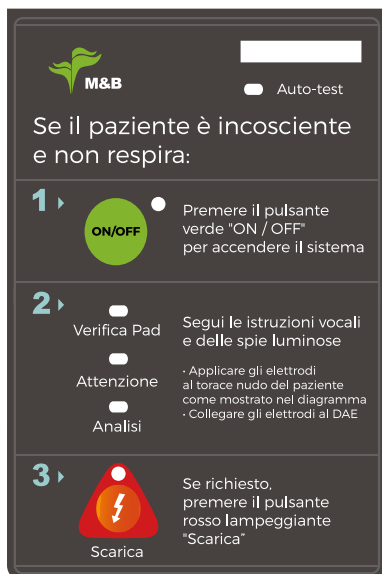 M&B
Auto-test
Se il paziente è incosciente
e non respira:
1
ON/OFF
Premere il pulsante
verde "ON / OFF"
per accendere il sistema
2
Verifica Pad
Attenzione
Analisi
Segui le istruzioni vocali
e delle spie luminose
• Applicare gli elettrodi
al torace nudo del paziente
come mostrato nel diagramma
• Collegare gli elettrodi al DAE
3
Scarica
Se richiesto,
premere il pulsante
rosso lampeggiante
"Scarica"